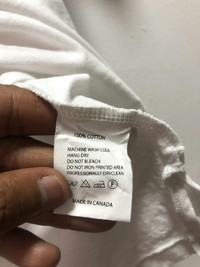 100% COTTON
MACHINE WASH COOL
HANG DRY
DO NOT BLEACH
DO NOT IRON PRINTED AREA
PROFESSIONALLY DRYCLEAN
MADE IN CANADA